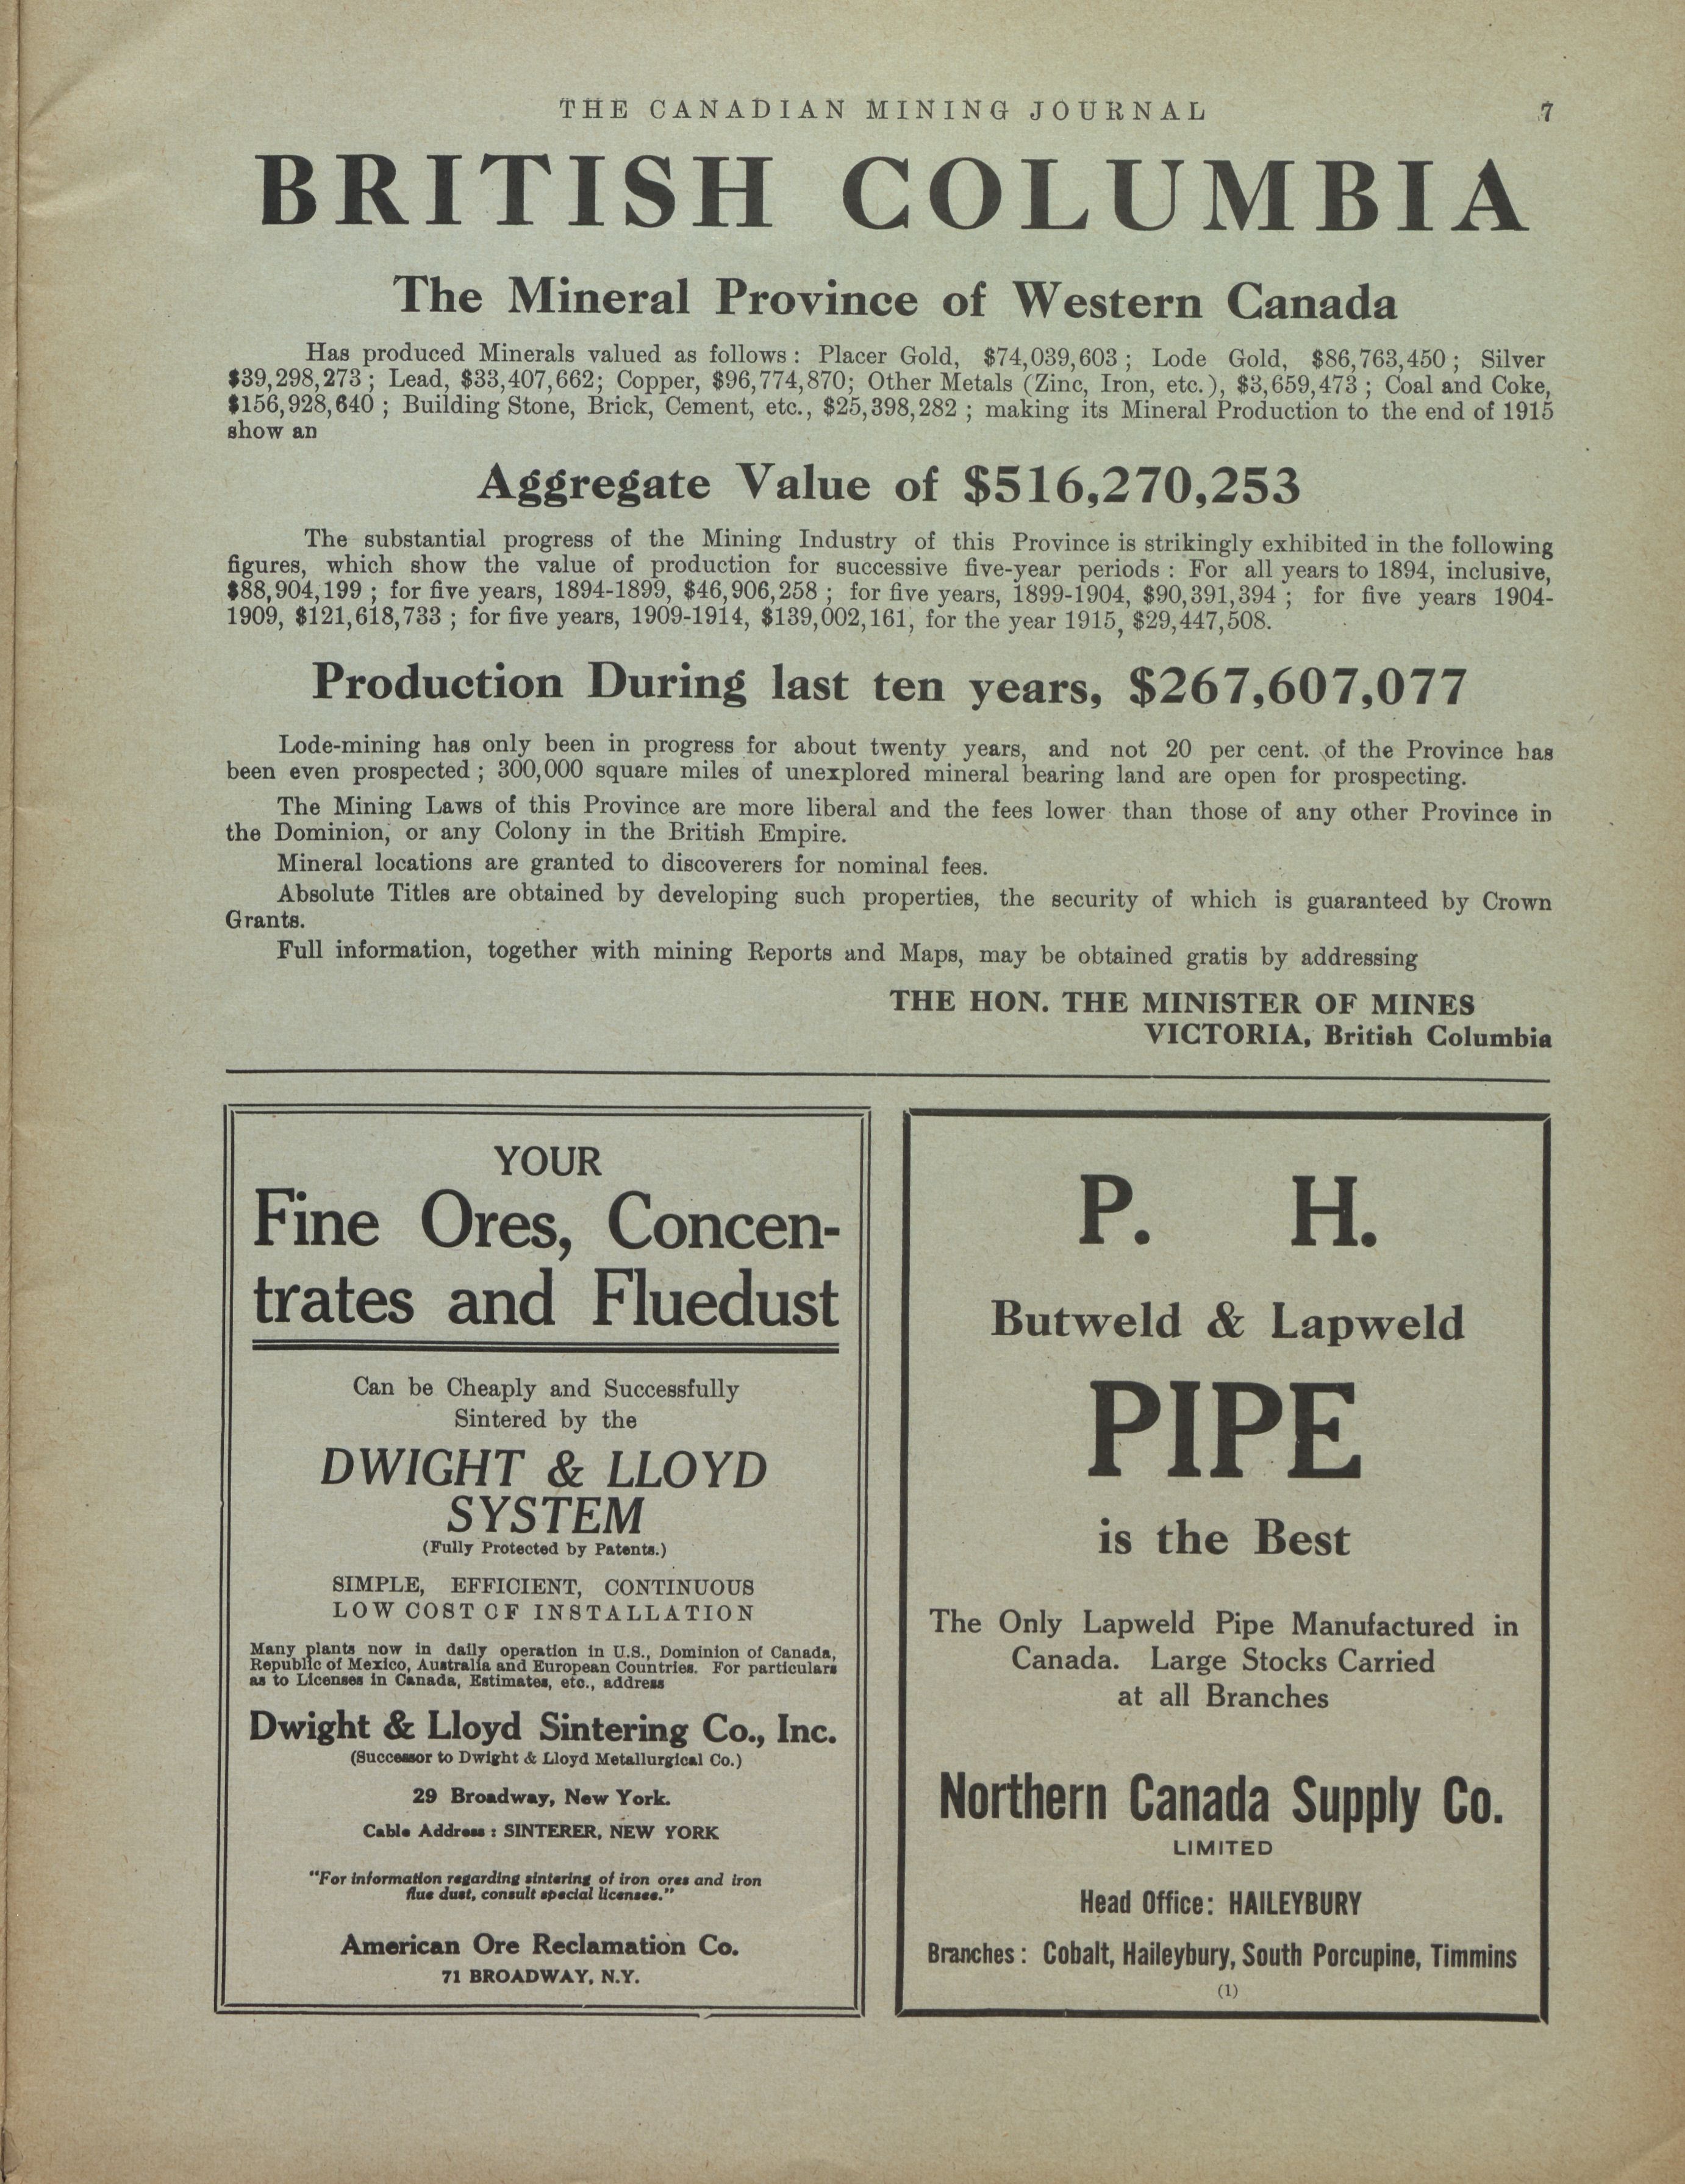 THE CANADIAN MINING JOURNAL 7
BRITISH COLUMBIA
The Mineral Province of Western Canada
Has produced Minerals valued as follows : Placer Gold, $74,039,603 ; Lode Gold, $86,763,450 ; Silver
$39,298,273 ; Lead, $33,407,662; Copper, $96,774,870; Other Metals (Zinc, Iron, etc.), $3,659,473 ; Coal and Coke,
$156,928,640 ; Building Stone, Brick, Cement, etc., $25,398,282 ; making its Mineral Production to the end of 1915
show an
Aggregate Value of $516,270,253
The substantial progress of the Mining Industry of this Province is strikingly exhibited in the following
figures, which show the value of production for successive five-year periods : For all years to 1894, inclusive,
$88,904,199 ; for five years, 1894-1899, $46,906,258 ; for five years, 1899-1904, $90,391,394 ; for five years 1904-
1909, $121,618,733 ; for five years, 1909-1914, $139,002,161, for the year 1915, $29,447,508.
Production During last ten years, $267,607,077
Lode-mining has only been in progress for about twenty years, and not 20 per cent. of the Province has
been even prospected ; 300,000 square miles of unexplored mineral bearing land are open for prospecting.
The Mining Laws of this Province are more liberal and the fees lower than those of any other Province in
the Dominion, or any Colony in the British Empire.
Mineral locations are granted to discoverers for nominal fees.
Absolute Titles are obtained by developing such properties, the security of which is guaranteed by Crown
Grants.
Full information, together with mining Reports and Maps, may be obtained gratis by addressing
THE HON. THE MINISTER OF MINES
VICTORIA, British Columbia
YOUR
Fine Ores, Concen-
trates and Fluedust
Can be Cheaply and Successfully
Sintered by the
DWIGHT & LLOYD
SYSTEM
(Fully Protected by Patents.)
SIMPLE, EFFICIENT, CONTINUOUS
LOW COST CF INSTALLATION
Many plants now in daily operation in U.S., Dominion of Canada,
Republic of Mexico, Australia and European Countries. For particulars
as to Licenses in Canada, Estimates, etc., address
Dwight & Lloyd Sintering Co., Inc.
(Successor to Dwight & Lloyd Metallurgical Co.)
29 Broadway, New York.
Cable Address : SINTERER, NEW YORK
"For information regarding sintering of iron ores and iron
flue dust, consult special licenses."
American Ore Reclamation Co.
71 BROADWAY, N.Y.
P. H.
Butweld & Lapweld
PIPE
is the Best
The Only Lapweld Pipe Manufactured in
Canada. Large Stocks Carried
at all Branches
Northern Canada Supply Co.
LIMITED
Head Office: HAILEYBURY
Branches : Cobalt, Haileybury, South Porcupine, Timmins
(1)